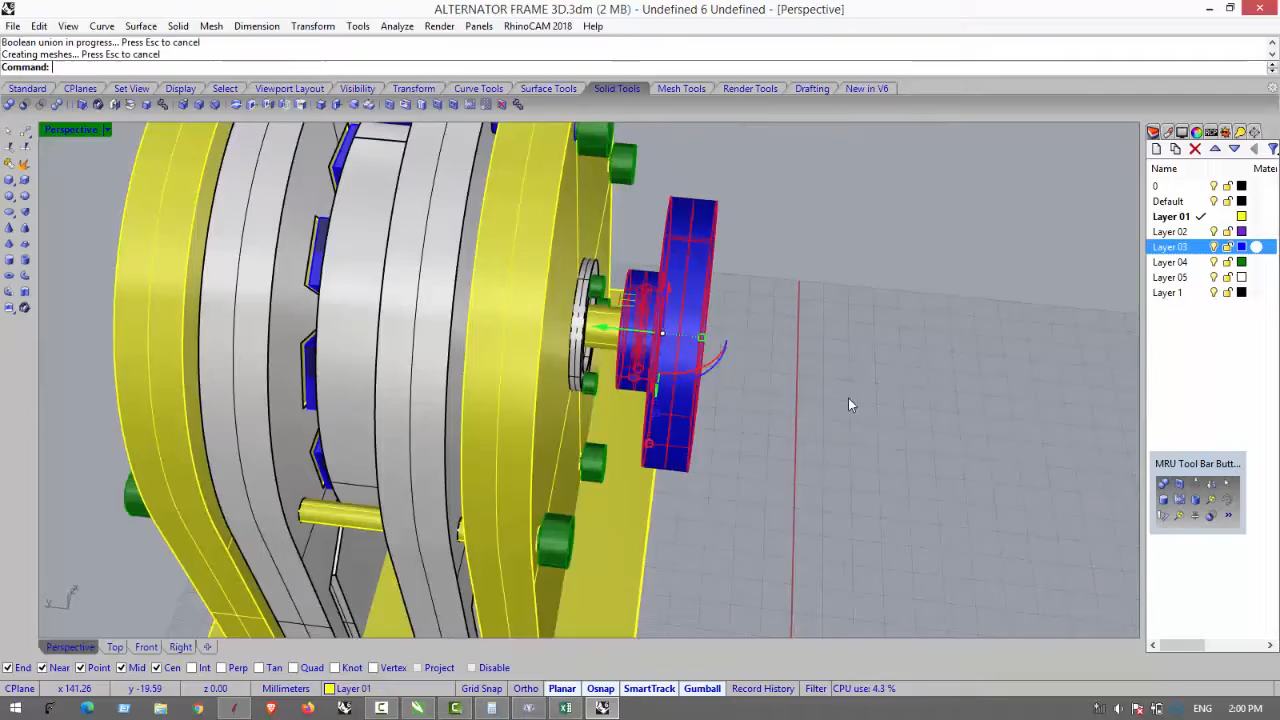 ALTERNATOR FRAME 3D.3dm (2 MB) - Undefined 6 Undefined - [Perspective]
File Edit View Curve Surface Solid Mesh Dimension Transform Tools Analyze Render Panels RhinoCAM 2018 Help
Boolean union in progress... Press Esc to cancel
Creating meshes... Press Esc to cancel
Command:
Standard CPlanes Set View Display Select Viewport Layout Visibility Transform Curve Tools Surface Tools Solid Tools Mesh Tools Render Tools Drafting New in V6
Perspective
Name Mater
0
Default
Layer 01
Layer 02
Layer 03
Layer 04
Layer 05
Layer 1
MRU Tool Bar Butt...
Perspective Top Front Right
End Near Point Mid Cen Int Perp Tan Quad Knot Vertex Project Disable
CPlane x 141.26 y -19.59 z 0.00 Millimeters Layer 01 Grid Snap Ortho Planar Osnap SmartTrack Gumball Record History Filter CPU use: 4.3 %
ENG 2:00 PM